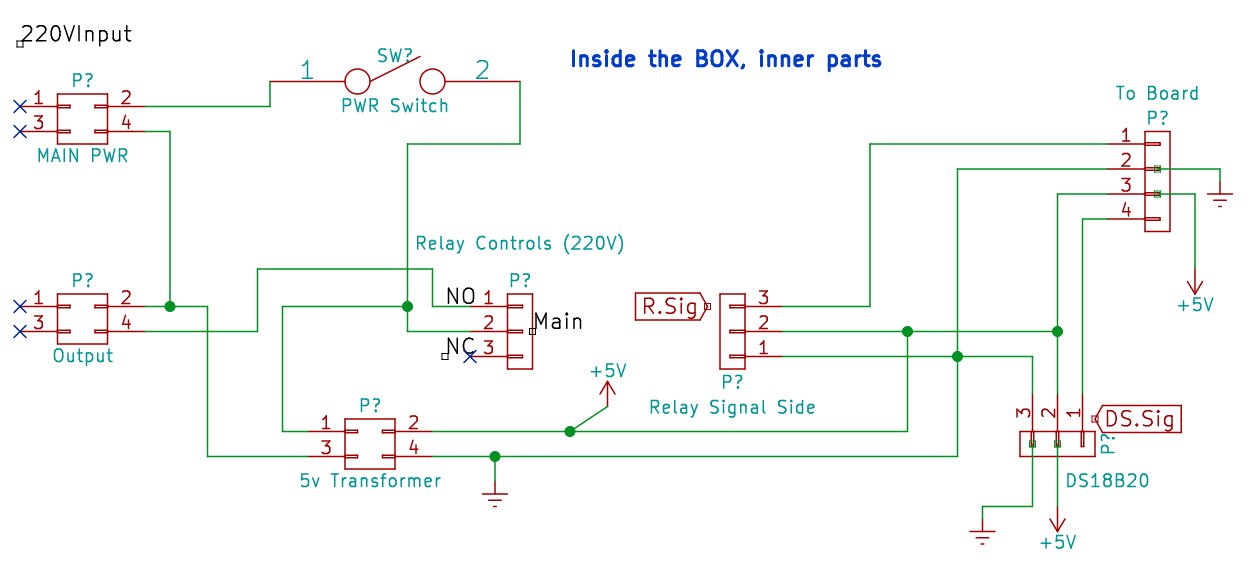 220VInput
Inside the BOX, inner parts
SW?
1 2
PWR Switch
P?
1 2
3 4
MAIN PWR
To Board
P?
1
2
3
4
+5V
Relay Controls (220V)
P?
NO 1
2 Main
NC 3
P?
1 2
3 4
Output
R.Sig
3
2
1
P?
Relay Signal Side
+5V
P?
1 2
3 4
5v Transformer
3 2 1
DS.Sig
P?
DS18B20
+5V